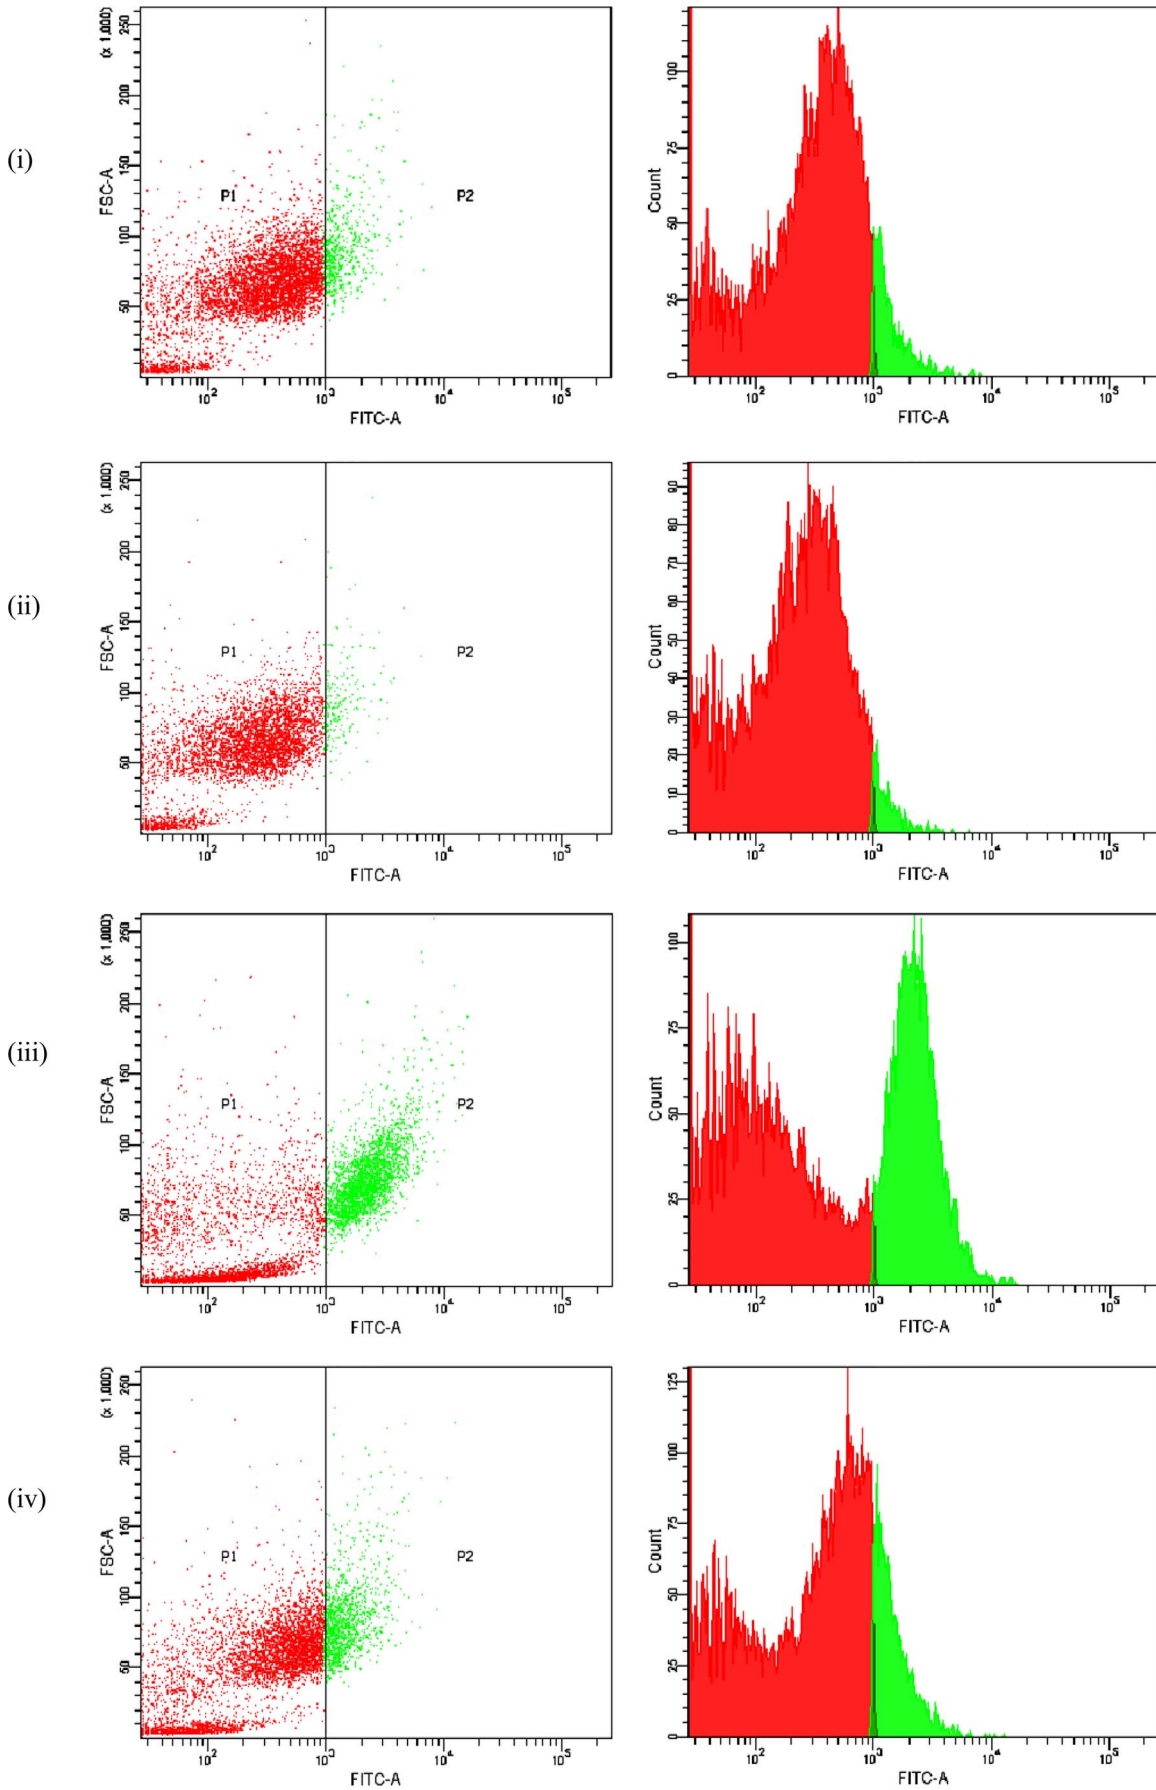 (i)
(x 1,000)
FSC-A
250
200
150
100
50
P1
P2
10² 10³ 10⁴ 10⁵
FITC-A
Count
100
75
50
25
0
10² 10³ 10⁴ 10⁵
FITC-A
(ii)
(x 1,000)
FSC-A
250
200
150
100
50
P1
P2
10² 10³ 10⁴ 10⁵
FITC-A
Count
90
80
70
60
50
40
30
20
10
0
10² 10³ 10⁴ 10⁵
FITC-A
(iii)
(x 1,000)
FSC-A
250
200
150
100
50
P1
P2
10² 10³ 10⁴ 10⁵
FITC-A
Count
100
75
50
25
0
10² 10³ 10⁴ 10⁵
FITC-A
(iv)
(x 1,000)
FSC-A
250
200
150
100
50
P1
P2
10² 10³ 10⁴ 10⁵
FITC-A
Count
125
100
75
50
25
0
10² 10³ 10⁴ 10⁵
FITC-A